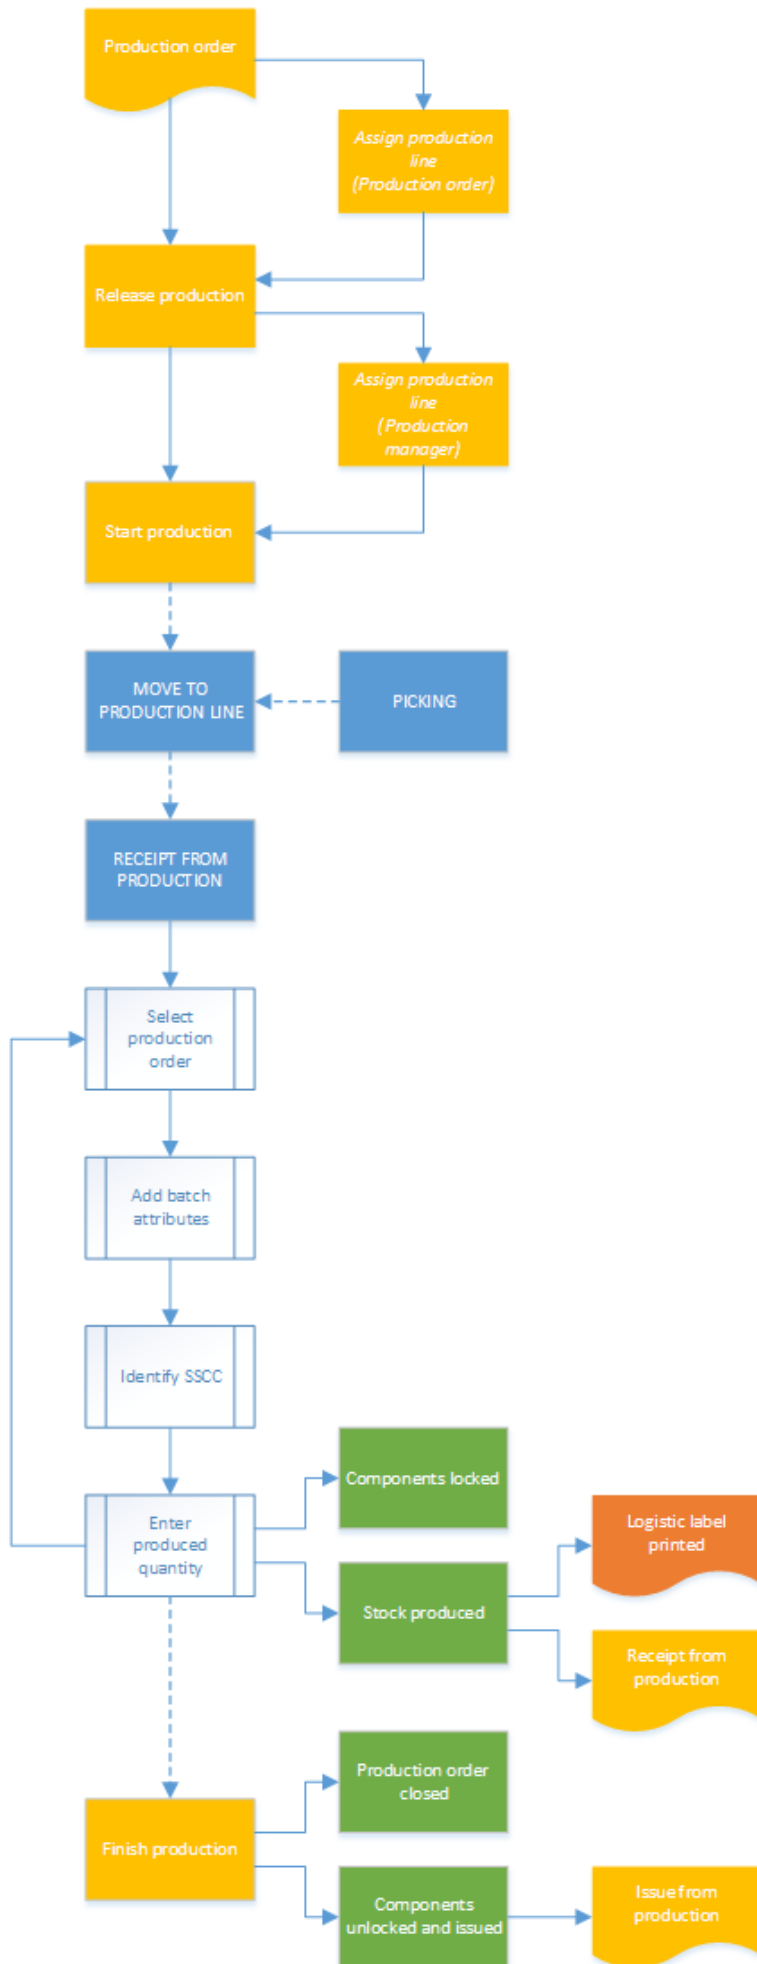 Production order
Assign production
line
(Production order)
Release production
Assign production
line
(Production
manager)
Start production
MOVE TO
PRODUCTION LINE
PICKING
RECEIPT FROM
PRODUCTION
Select
production
order
Add batch
attributes
Identify SSCC
Enter
produced
quantity
Components locked
Stock produced
Logistic label
printed
Receipt from
production
Production order
closed
Finish production
Components
unlocked and issued
Issue from
production